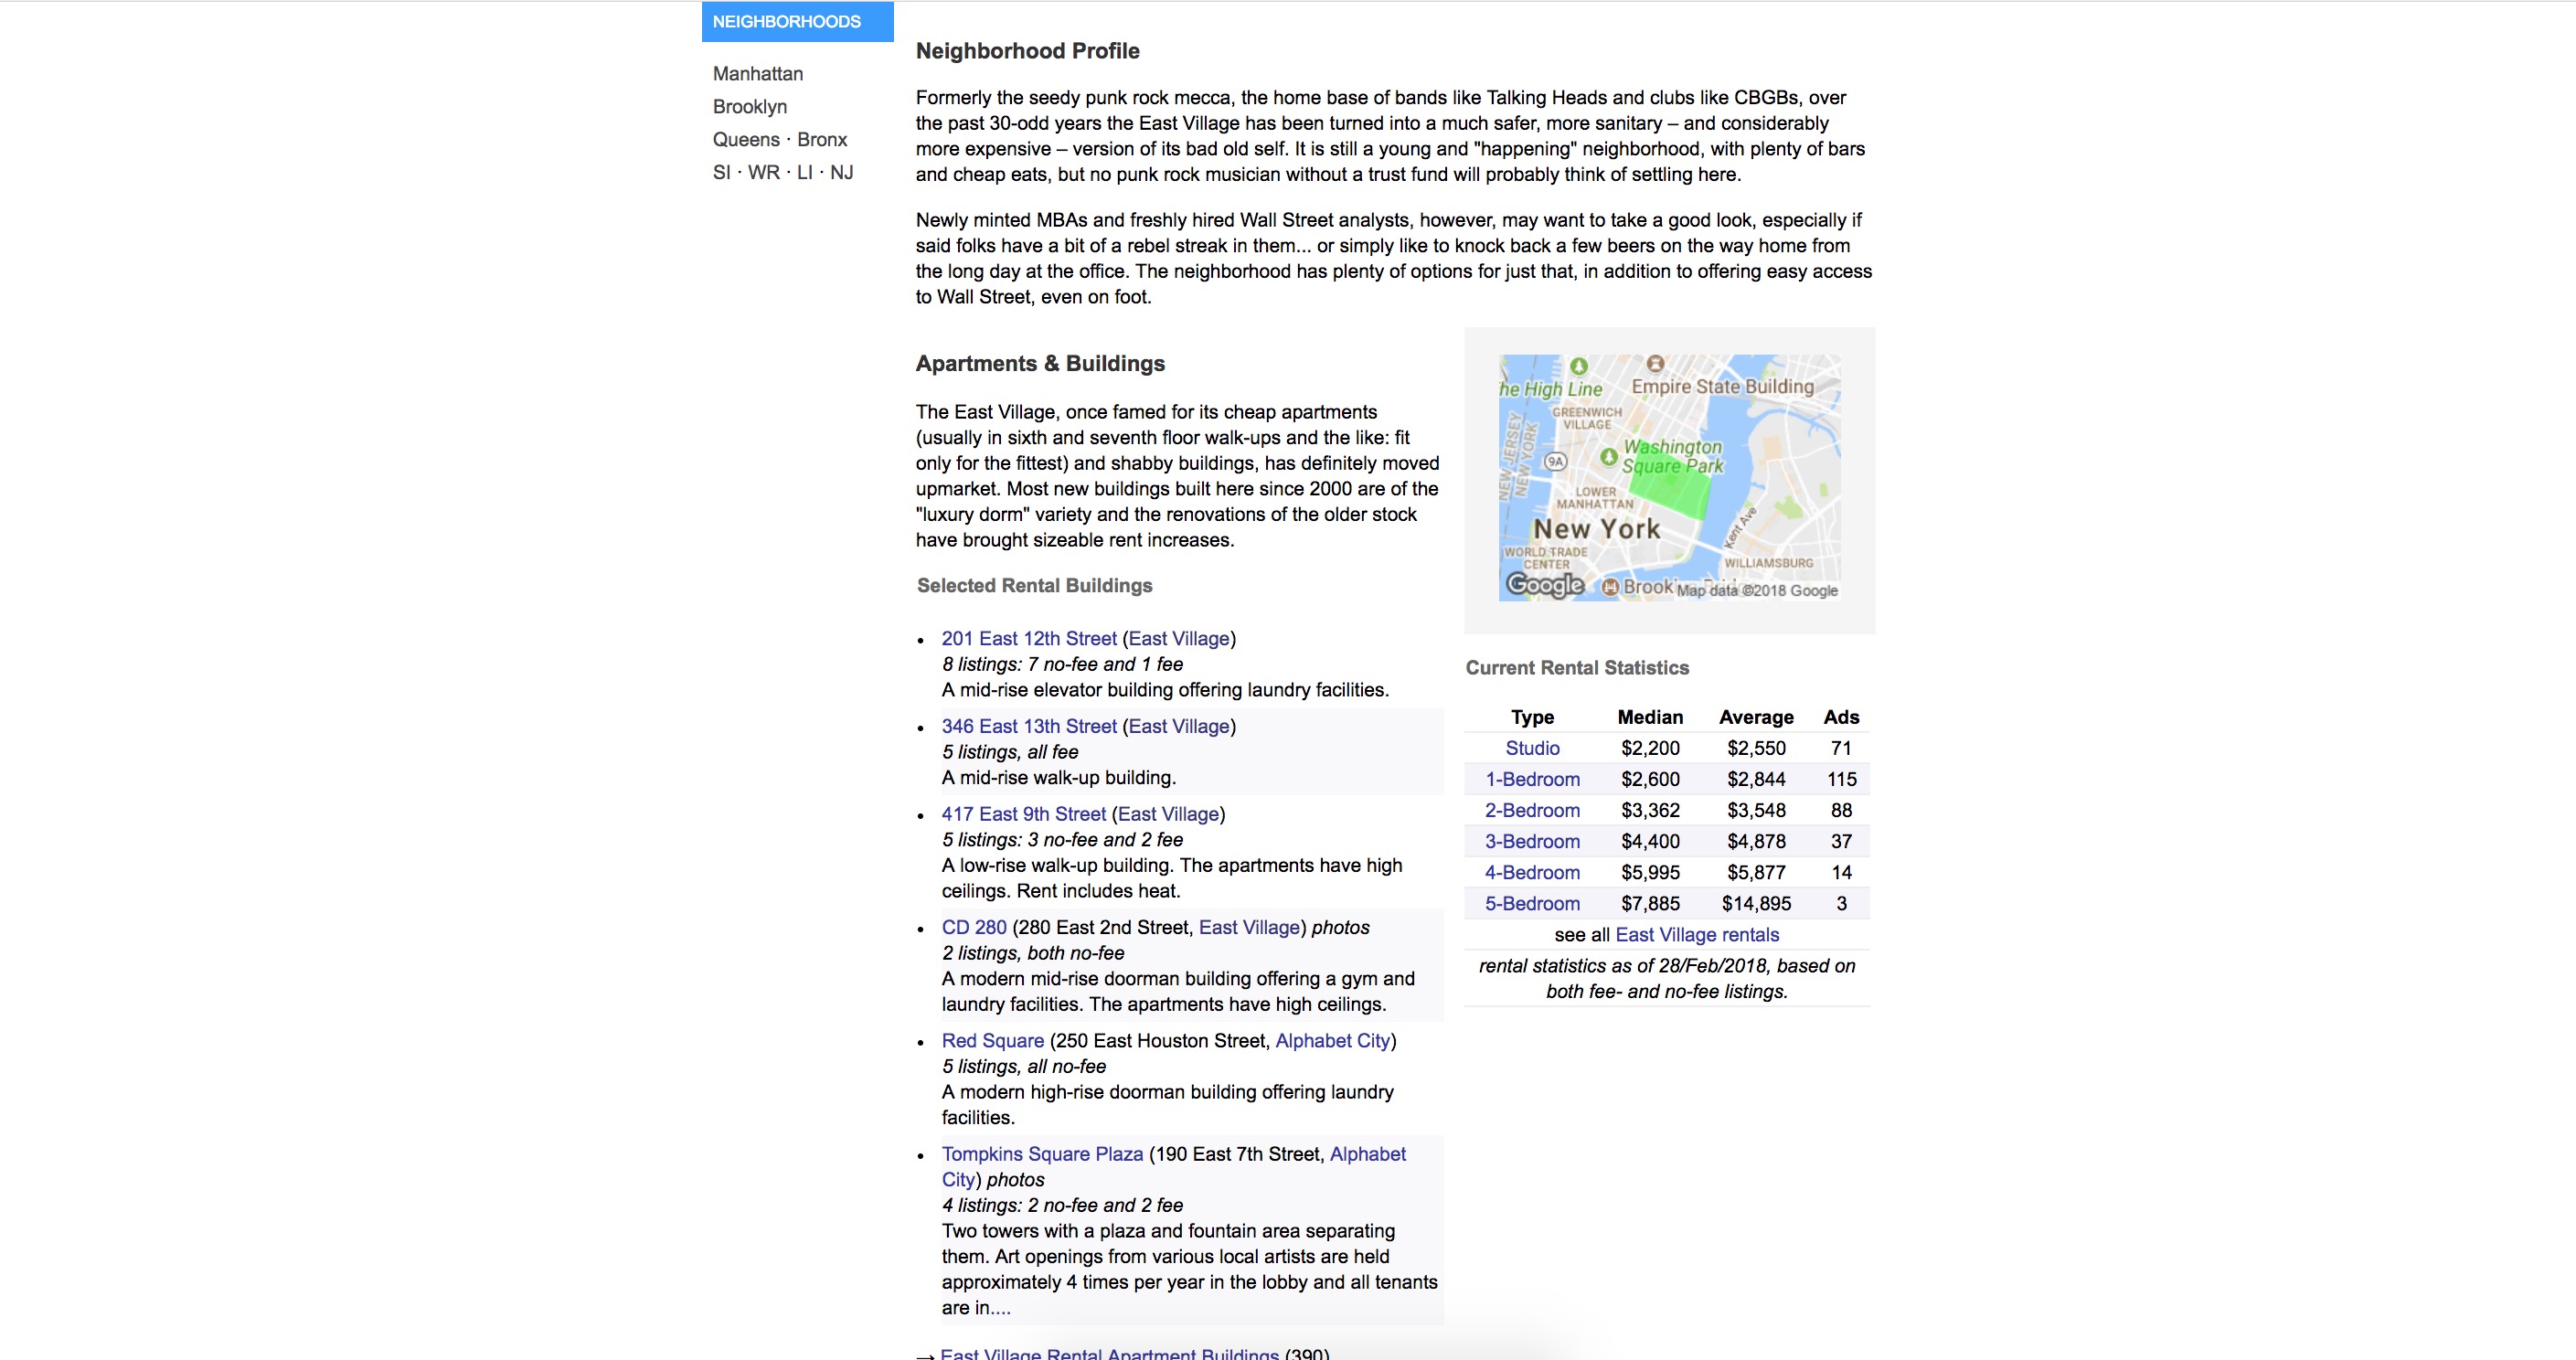 NEIGHBORHOODS
Manhattan
Brooklyn
Queens · Bronx
SI · WR · LI · NJ
Neighborhood Profile
Formerly the seedy punk rock mecca, the home base of bands like Talking Heads and clubs like CBGBs, over
the past 30-odd years the East Village has been turned into a much safer, more sanitary – and considerably
more expensive – version of its bad old self. It is still a young and "happening" neighborhood, with plenty of bars
and cheap eats, but no punk rock musician without a trust fund will probably think of settling here.
Newly minted MBAs and freshly hired Wall Street analysts, however, may want to take a good look, especially if
said folks have a bit of a rebel streak in them... or simply like to knock back a few beers on the way home from
the long day at the office. The neighborhood has plenty of options for just that, in addition to offering easy access
to Wall Street, even on foot.
Apartments & Buildings
The East Village, once famed for its cheap apartments
(usually in sixth and seventh floor walk-ups and the like: fit
only for the fittest) and shabby buildings, has definitely moved
upmarket. Most new buildings built here since 2000 are of the
"luxury dorm" variety and the renovations of the older stock
have brought sizeable rent increases.
Selected Rental Buildings
• 201 East 12th Street (East Village)
8 listings: 7 no-fee and 1 fee
A mid-rise elevator building offering laundry facilities.
• 346 East 13th Street (East Village)
5 listings, all fee
A mid-rise walk-up building.
• 417 East 9th Street (East Village)
5 listings: 3 no-fee and 2 fee
A low-rise walk-up building. The apartments have high
ceilings. Rent includes heat.
• CD 280 (280 East 2nd Street, East Village) photos
2 listings, both no-fee
A modern mid-rise doorman building offering a gym and
laundry facilities. The apartments have high ceilings.
• Red Square (250 East Houston Street, Alphabet City)
5 listings, all no-fee
A modern high-rise doorman building offering laundry
facilities.
• Tompkins Square Plaza (190 East 7th Street, Alphabet
City) photos
4 listings: 2 no-fee and 2 fee
Two towers with a plaza and fountain area separating
them. Art openings from various local artists are held
approximately 4 times per year in the lobby and all tenants
are in....
→ East Village Rental Apartment Buildings (390)
he High Line
Empire State Building
GREENWICH
VILLAGE
NEW JERSEY
NEW YORK
9A
Washington
Square Park
LOWER
MANHATTAN
New York
Kent Ave
WORLD TRADE
CENTER
WILLIAMSBURG
Google
Brook
Map data ©2018 Google
Current Rental Statistics
Type Median Average Ads
Studio $2,200 $2,550 71
1-Bedroom $2,600 $2,844 115
2-Bedroom $3,362 $3,548 88
3-Bedroom $4,400 $4,878 37
4-Bedroom $5,995 $5,877 14
5-Bedroom $7,885 $14,895 3
see all East Village rentals
rental statistics as of 28/Feb/2018, based on
both fee- and no-fee listings.